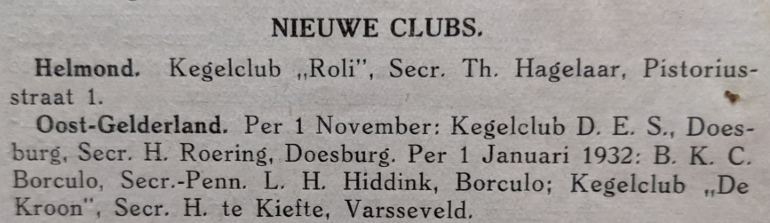 NIEUWE CLUBS.
Helmond. Kegelclub „Roli”, Secr. Th. Hagelaar, Pistorius-
straat 1.
Oost-Gelderland. Per 1 November: Kegelclub D. E. S., Does-
burg, Secr. H. Roering, Doesburg. Per 1 Januari 1932: B. K. C.
Borculo, Secr.-Penn. L. H. Hiddink, Borculo; Kegelclub „De
Kroon”, Secr. H. te Kiefte, Varsseveld.